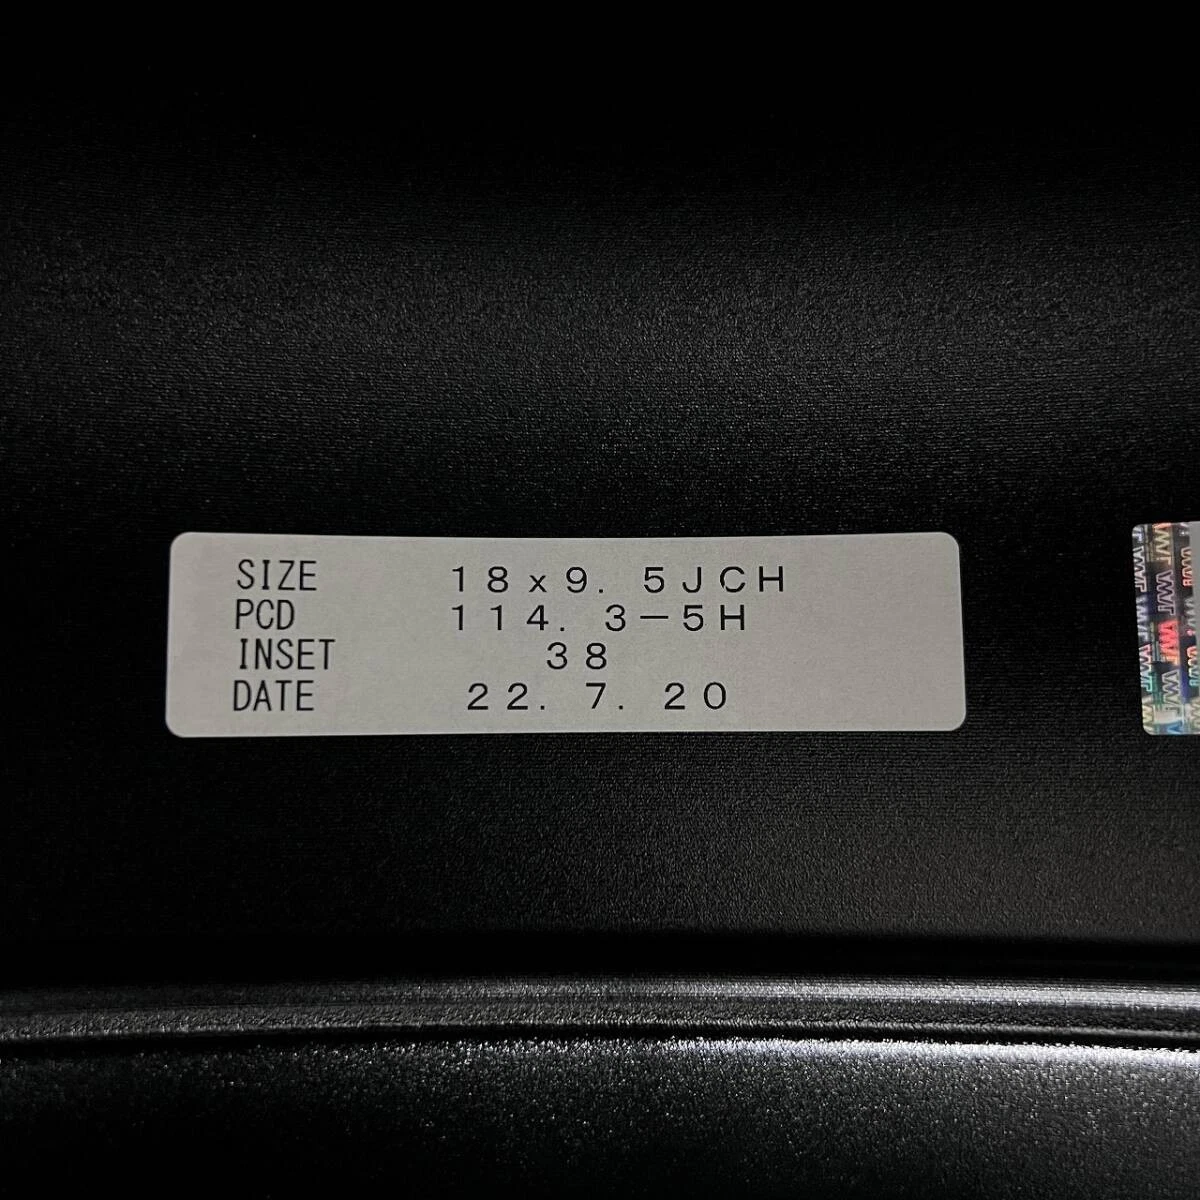 SIZE 18x9. 5JCH
PCD 114. 3-5H
INSET 38
DATE 22. 7. 20